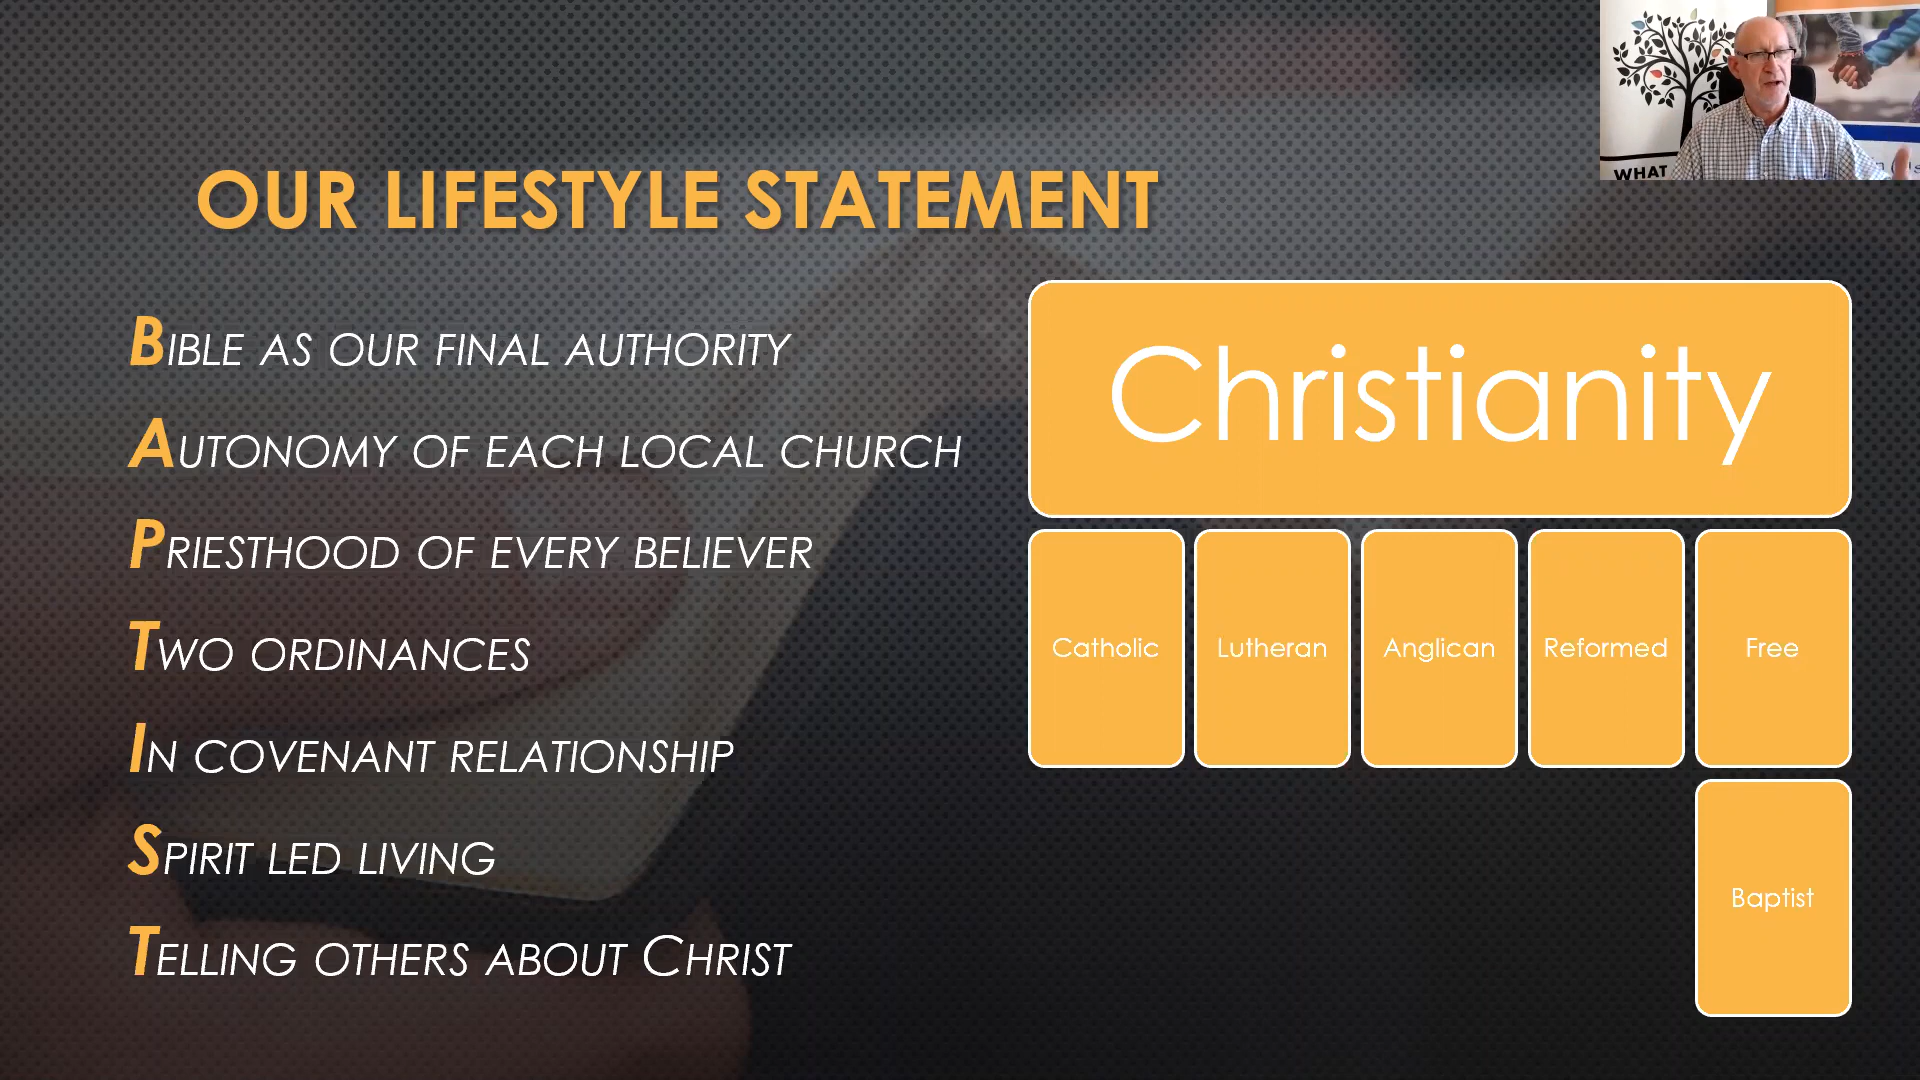 WHAT
OUR LIFESTYLE STATEMENT
BIBLE AS OUR FINAL AUTHORITY
AUTONOMY OF EACH LOCAL CHURCH
PRIESTHOOD OF EVERY BELIEVER
TWO ORDINANCES
IN COVENANT RELATIONSHIP
SPIRIT LED LIVING
TELLING OTHERS ABOUT CHRIST
Christianity
Catholic
Lutheran
Anglican
Reformed
Free
Baptist